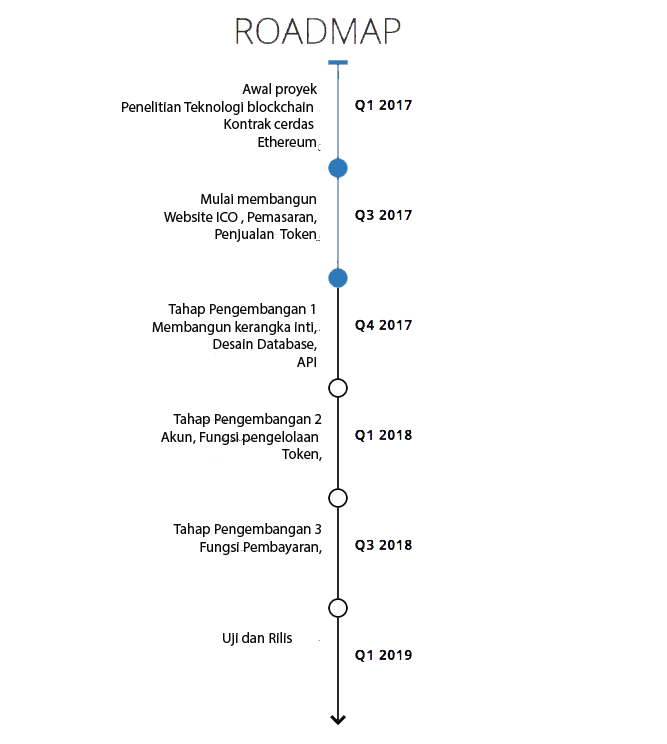 ROADMAP
Awal proyek
Penelitian Teknologi blockchain
Kontrak cerdas
Ethereum
Q1 2017
Mulai membangun
Website ICO , Pemasaran,
Penjualan Token
Q3 2017
Tahap Pengembangan 1
Membangun kerangka inti,
Desain Database,
API
Q4 2017
Tahap Pengembangan 2
Akun, Fungsi pengelolaan
Token,
Q1 2018
Tahap Pengembangan 3
Fungsi Pembayaran,
Q3 2018
Uji dan Rilis
Q1 2019